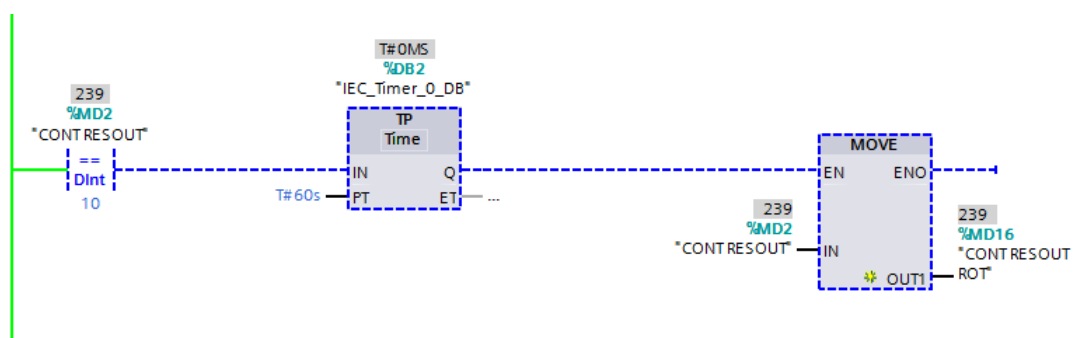 T#0MS
%DB2
"IEC_Timer_0_DB"
239
%MD2
"CONTRESOUT"
==
DInt
10
TP
Time
IN Q
T#60s PT ET ...
MOVE
EN ENO
239
%MD2
"CONTRESOUT" IN
239
%MD16
"CONTRESOUT
ROT"
OUT1